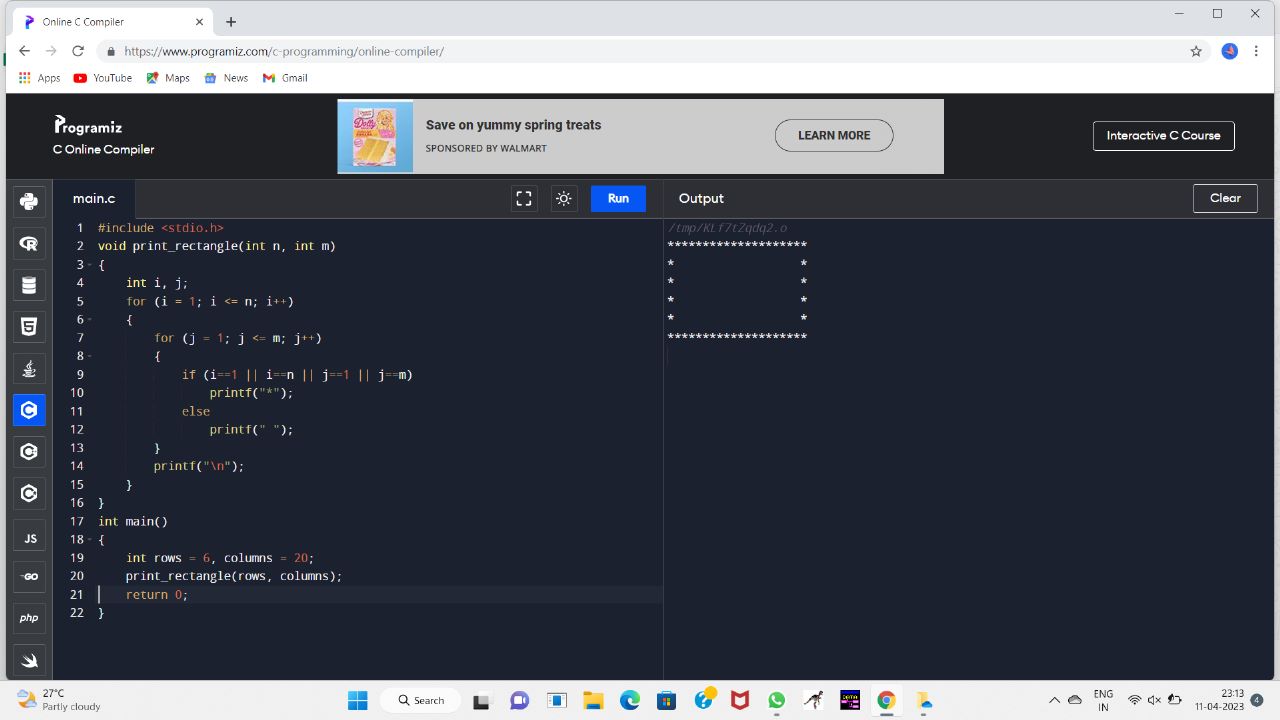 Online C Compiler
https://www.programiz.com/c-programming/online-compiler/
Apps YouTube Maps News Gmail
Programiz
C Online Compiler
Save on yummy spring treats
SPONSORED BY WALMART
LEARN MORE
Interactive C Course
main.c
Run
Output
Clear
1 #include <stdio.h>
2 void print_rectangle(int n, int m)
3 {
4     int i, j;
5     for (i = 1; i <= n; i++)
6     {
7         for (j = 1; j <= m; j++)
8         {
9             if (i==1 || i==n || j==1 || j==m)
10                 printf("*");
11             else
12                 printf(" ");
13         }
14         printf("\n");
15     }
16 }
17 int main()
18 {
19     int rows = 6, columns = 20;
20     print_rectangle(rows, columns);
21     return 0;
22 }
/tmp/KLf7tZqdq2.o
********************
*                  *
*                  *
*                  *
*                  *
********************
JS
GO
php
27°C
Partly cloudy
Search
ENG
IN
23:13
11-04-2023
4